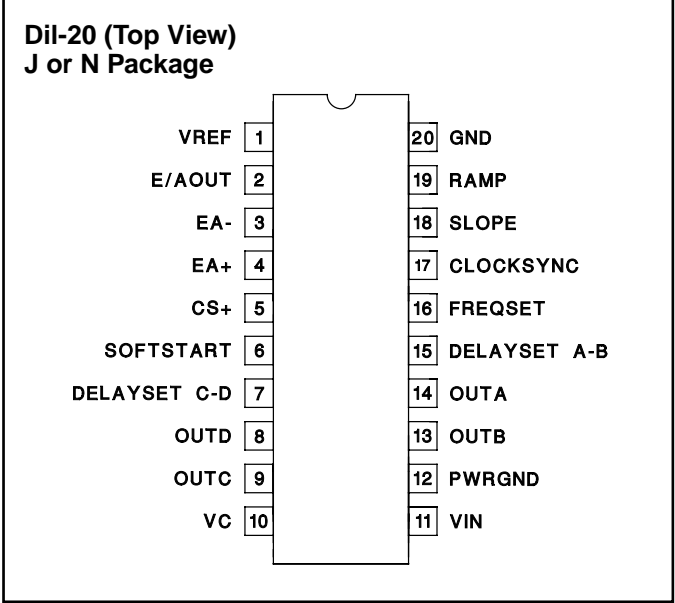 Dil-20 (Top View)
J or N Package
VREF 1 20 GND
E/AOUT 2 19 RAMP
EA- 3 18 SLOPE
EA+ 4 17 CLOCKSYNC
CS+ 5 16 FREQSET
SOFTSTART 6 15 DELAYSET A-B
DELAYSET C-D 7 14 OUTA
OUTD 8 13 OUTB
OUTC 9 12 PWRGND
VC 10 11 VIN